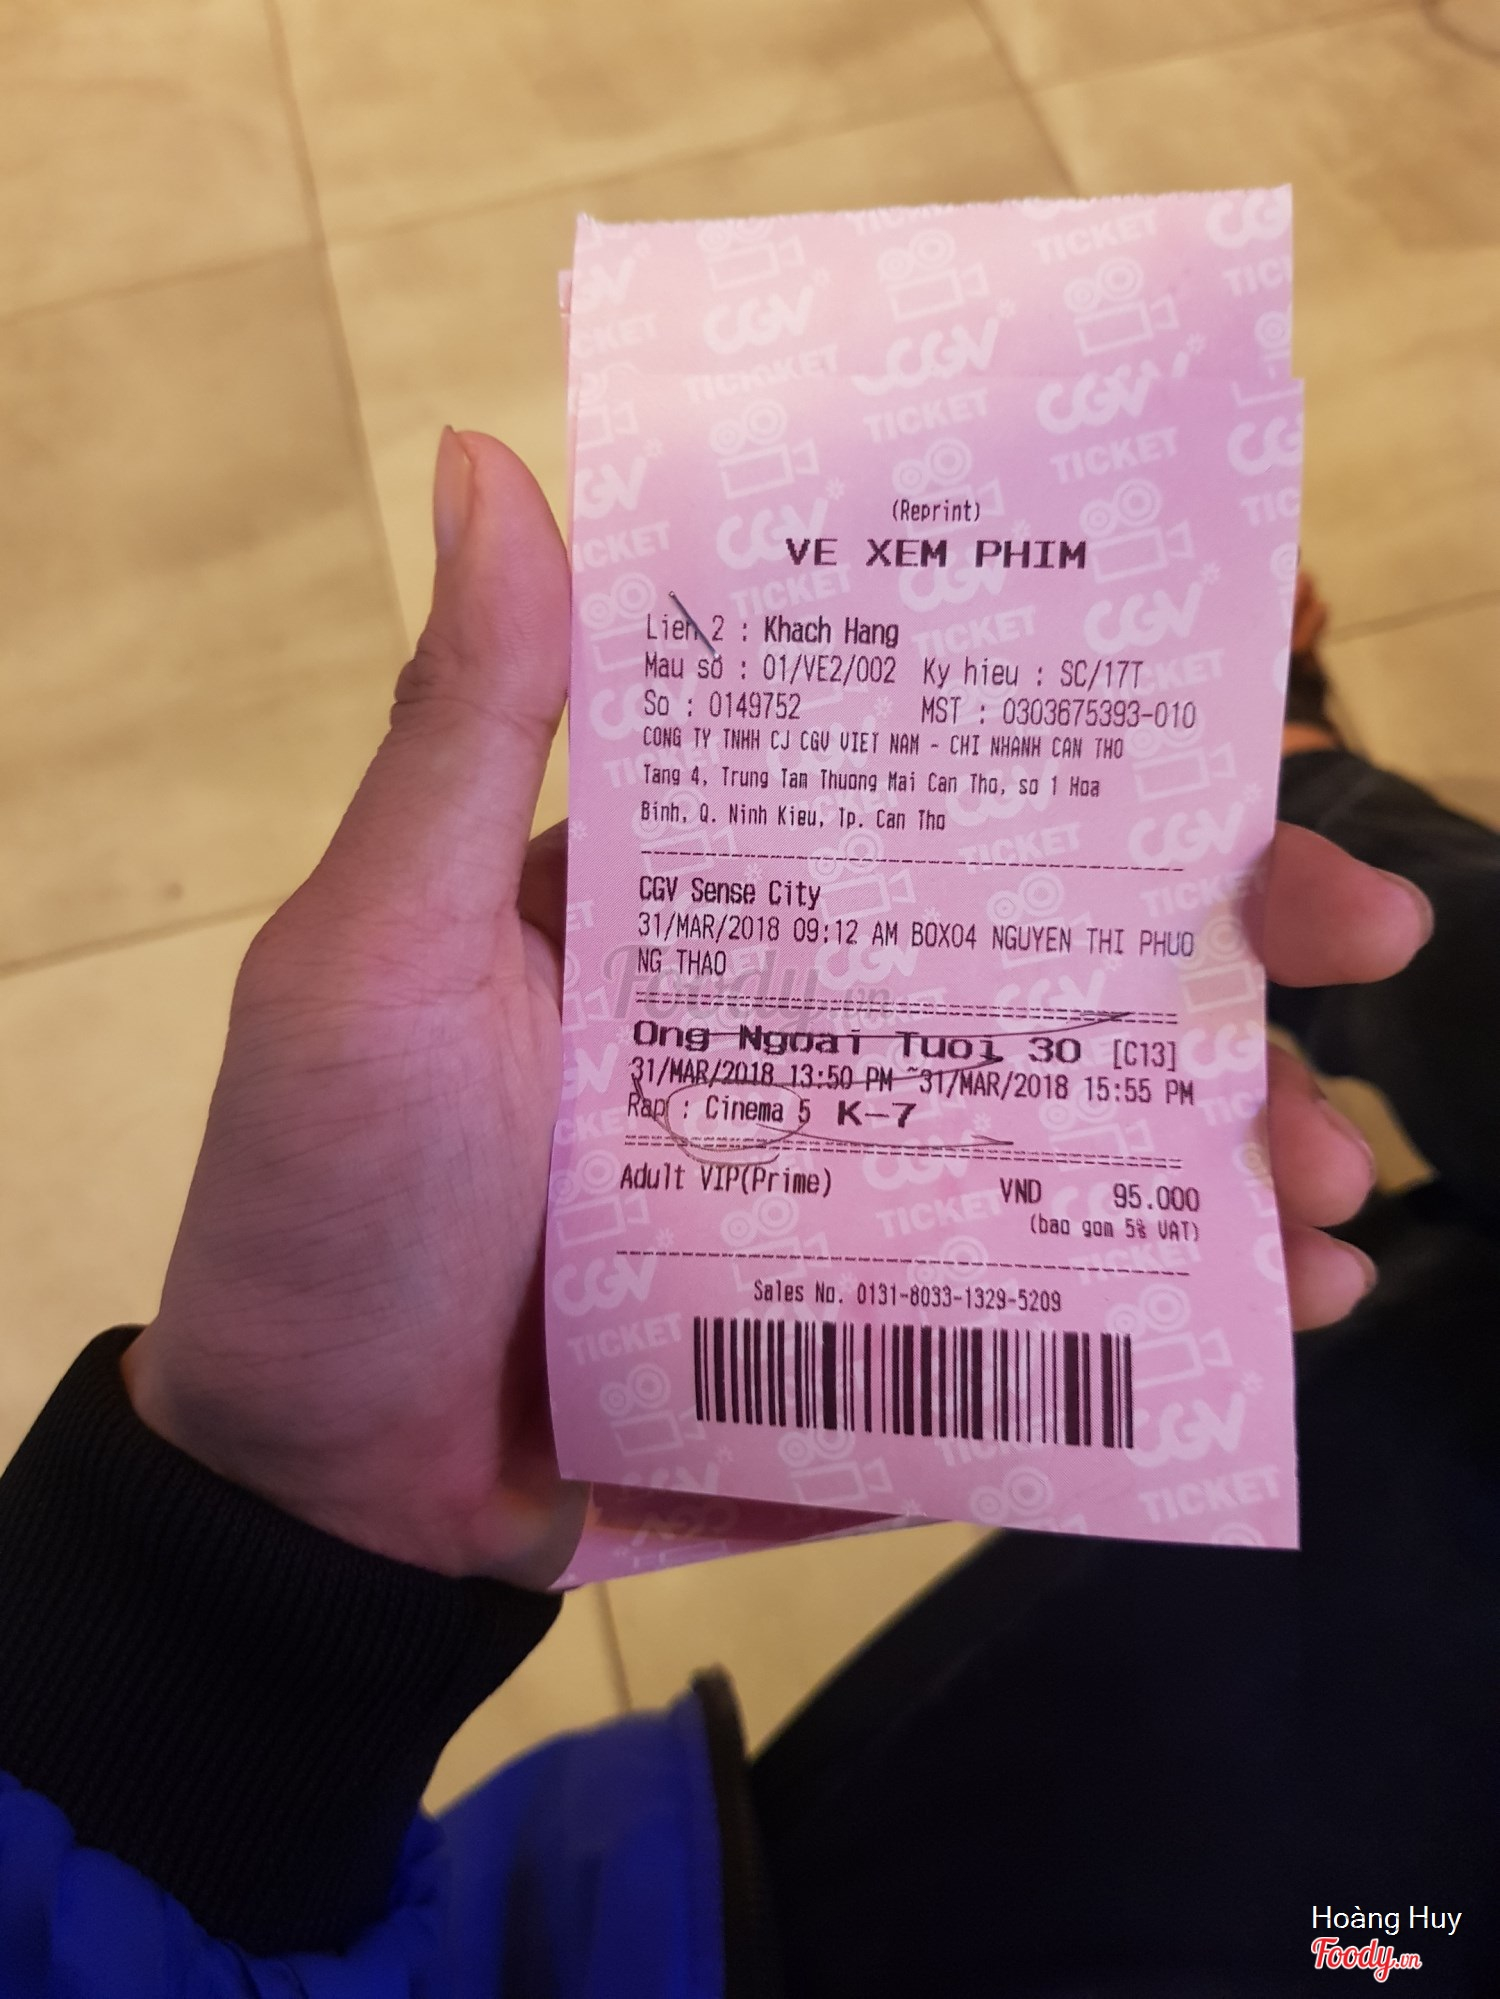 (Reprint)
VE XEM PHIM
Lien 2 : Khach Hang
Mau so : 01/VE2/002 Ky hieu : SC/17T
So : 0149752 MST : 0303675393-010
CONG TY TNHH CJ CGV VIET NAM - CHI NHANH CAN THO
Tang 4, Trung Tam Thuong Mai Can Tho, so 1 Hoa
Binh, Q. Ninh Kieu, Tp. Can Tho
CGV Sense City
31/MAR/2018 09:12 AM BOX04 NGUYEN THI PHUO
NG THAO
Ong Ngoai Tuoi 30 [C13]
31/MAR/2018 13:50 PM ~31/MAR/2018 15:55 PM
Rap : Cinema 5 K-7
Adult VIP(Prime) VND 95.000
(bao gom 5% VAT)
Sales No. 0131-8033-1329-5209
Hoàng Huy
Foody.vn